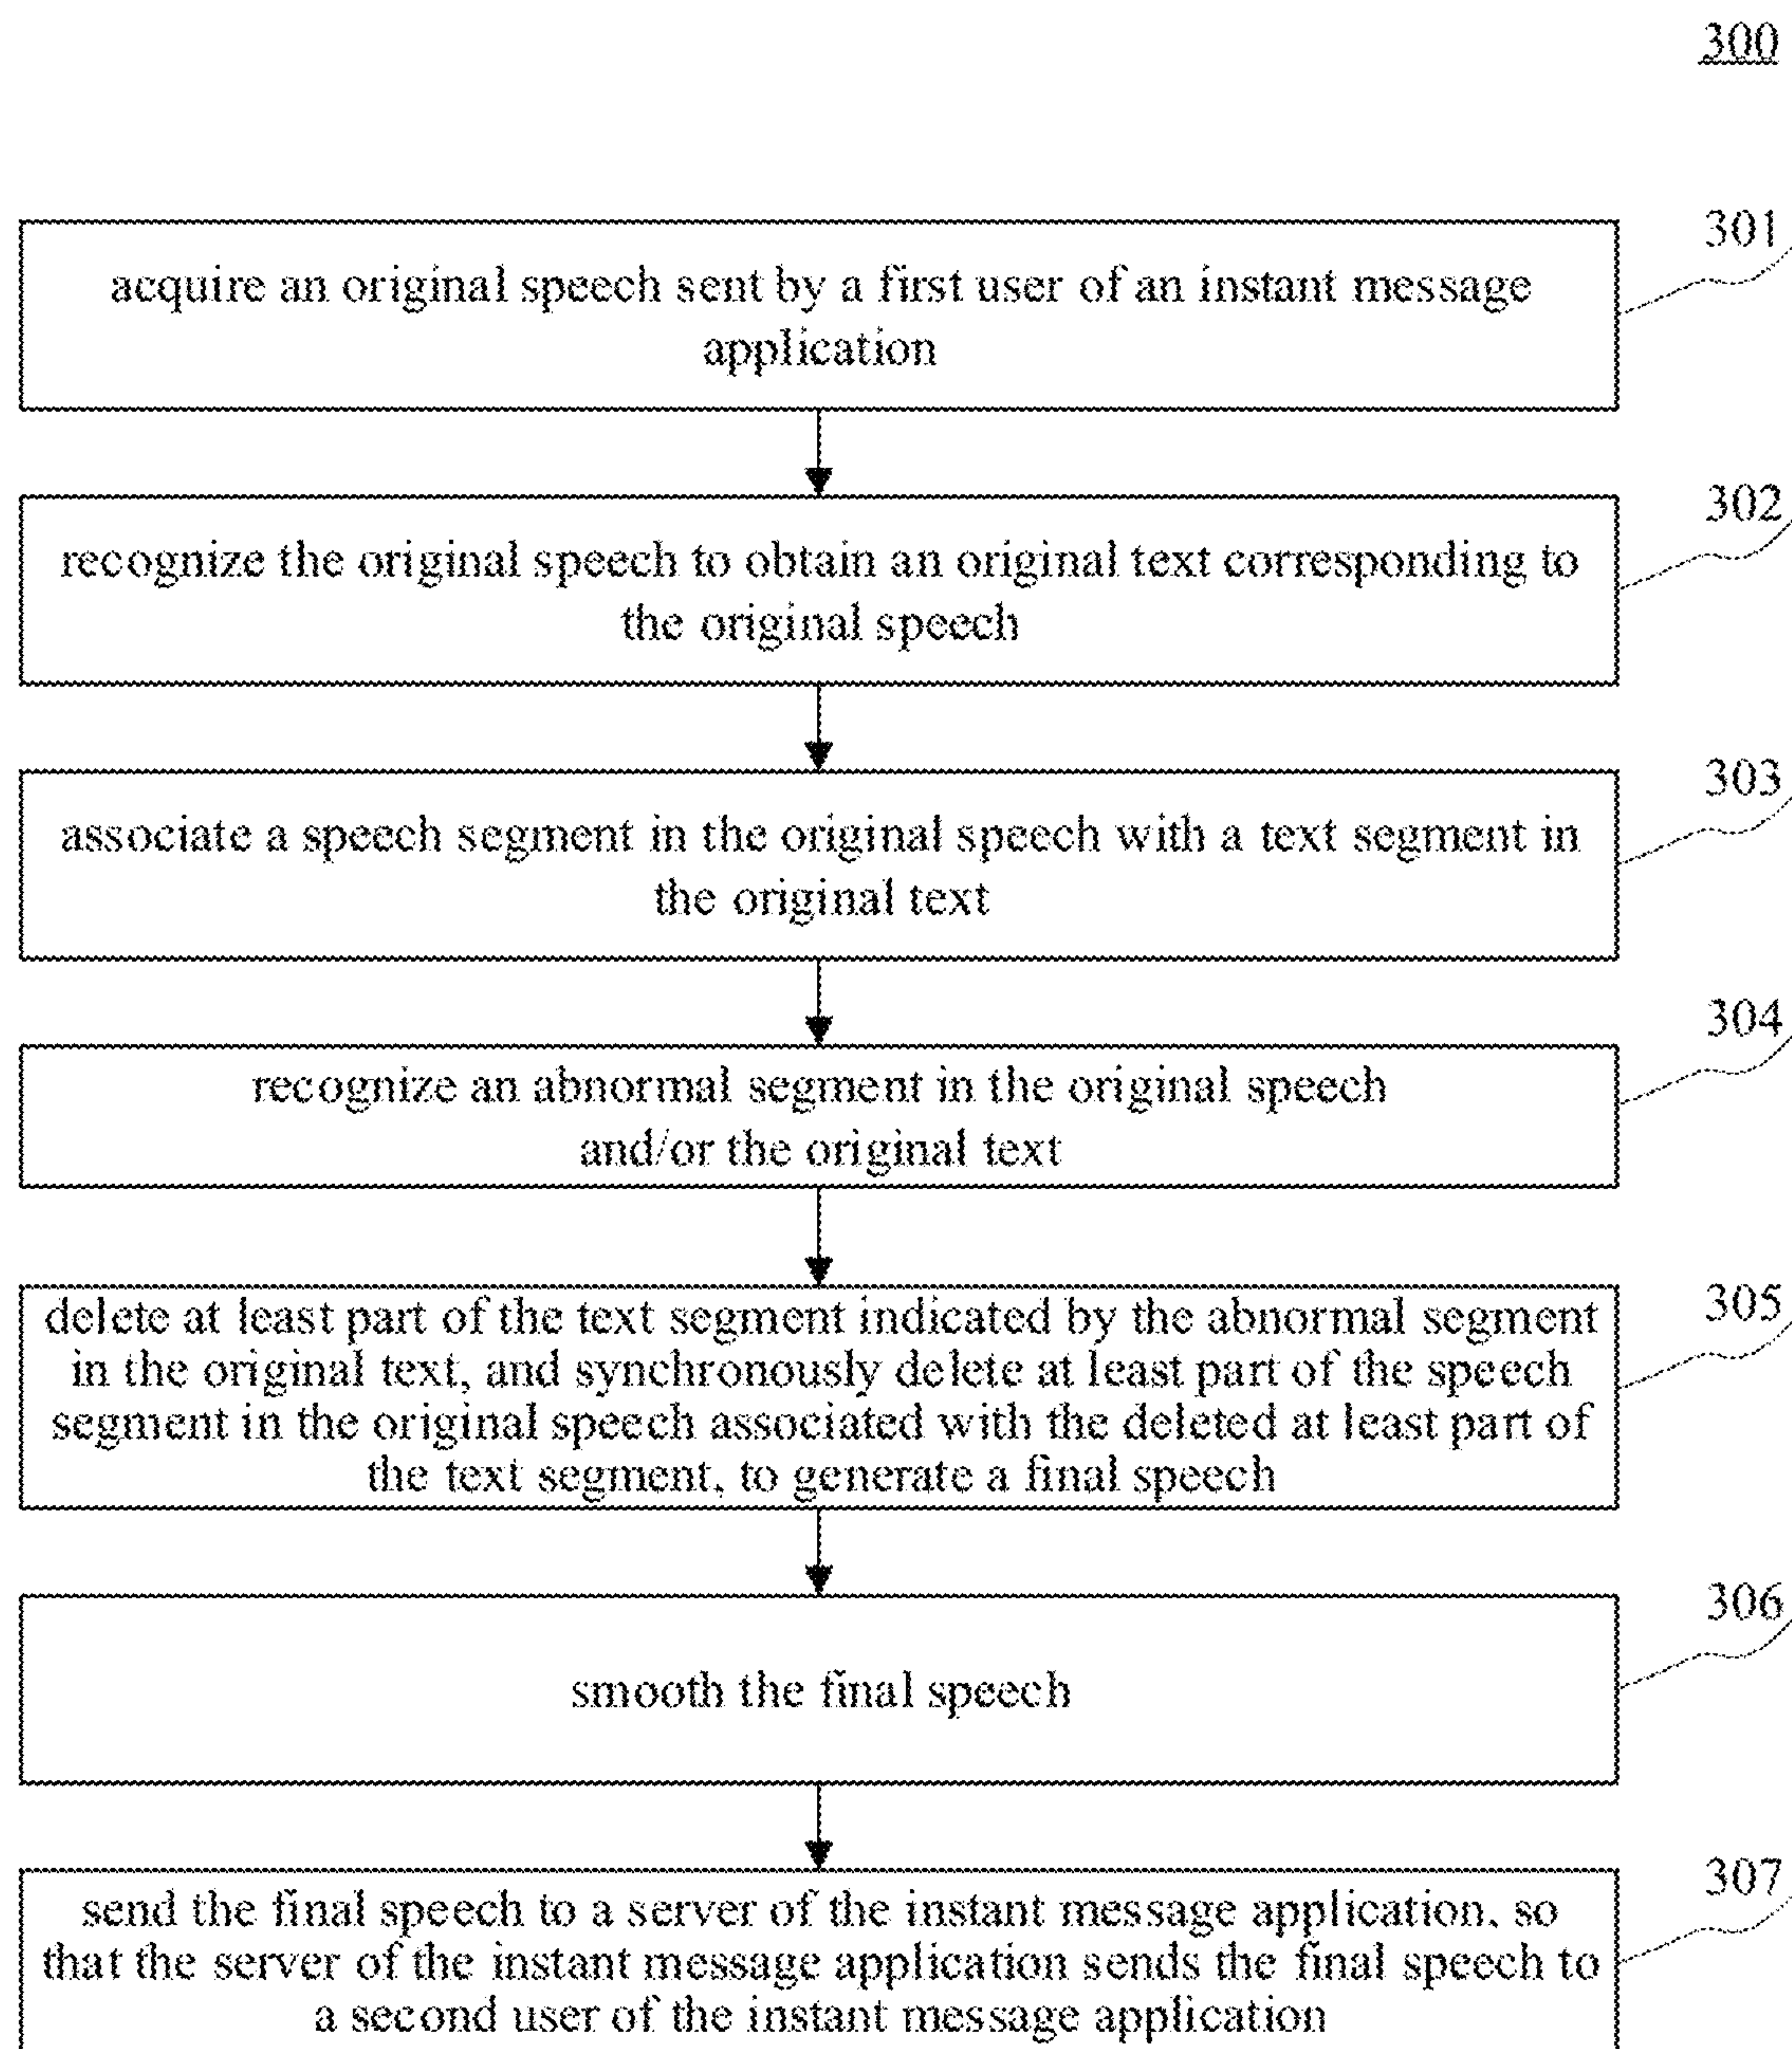 300
301
acquire an original speech sent by a first user of an instant message
application
302
recognize the original speech to obtain an original text corresponding to
the original speech
303
associate a speech segment in the original speech with a text segment in
the original text
304
recognize an abnormal segment in the original speech
and/or the original text
305
delete at least part of the text segment indicated by the abnormal segment
in the original text, and synchronously delete at least part of the speech
segment in the original speech associated with the deleted at least part of
the text segment, to generate a final speech
306
smooth the final speech
307
send the final speech to a server of the instant message application, so
that the server of the instant message application sends the final speech to
a second user of the instant message application